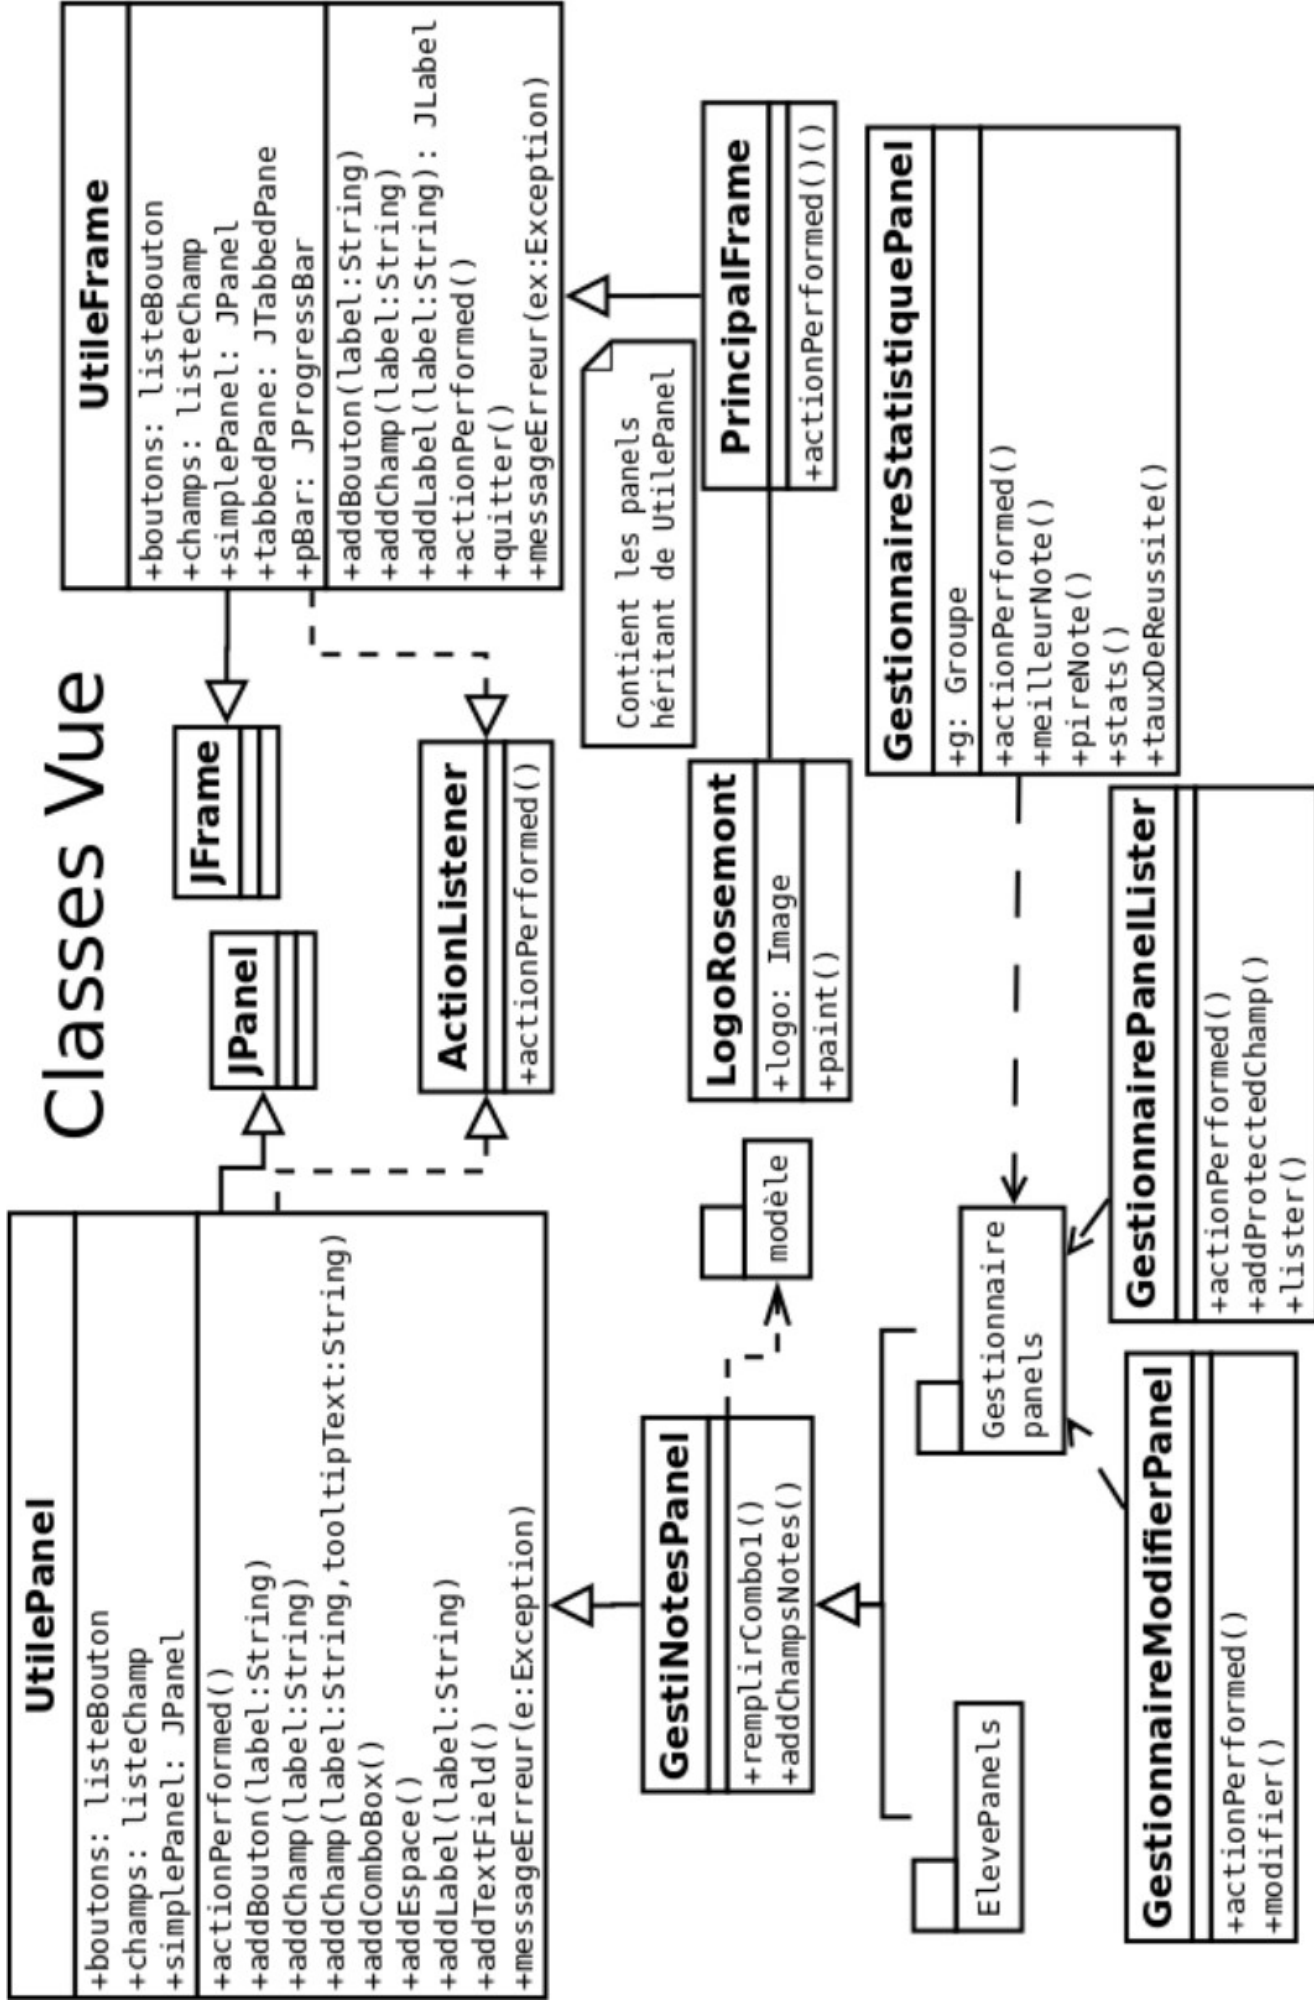 Classes Vue
UtilePanel
+boutons: listeBouton
+champs: listeChamp
+simplePanel: JPanel
+actionPerformed()
+addBouton(label:String)
+addChamp(label:String)
+addChamp(label:String,tooltipText:String)
+addComboBox()
+addEspace()
+addLabel(label:String)
+addTextField()
+messageErreur(e:Exception)
JPanel
JFrame
UtileFrame
+boutons: listeBouton
+champs: listeChamp
+simplePanel: JPanel
+tabbedPane: JTabbedPane
+pBar: JProgressBar
+addBouton(label:String)
+addChamp(label:String)
+addLabel(label:String): JLabel
+actionPerformed()
+quitter()
+messageErreur(ex:Exception)
ActionListener
+actionPerformed()
Contient les panels
héritant de UtilePanel
GestiNotesPanel
+remplirCombol()
+addChampsNotes()
modèle
LogoRosemont
+logo: Image
+paint()
PrincipalFrame
+actionPerformed()()
ElevePanels
Gestionnaire
panels
GestionnaireStatistiquePanel
+g: Groupe
+actionPerformed()
+meilleurNote()
+pireNote()
+stats()
+tauxDeReussite()
GestionnaireModifierPanel
+actionPerformed()
+modifier()
GestionnairePanelLister
+actionPerformed()
+addProtectedChamp()
+lister()